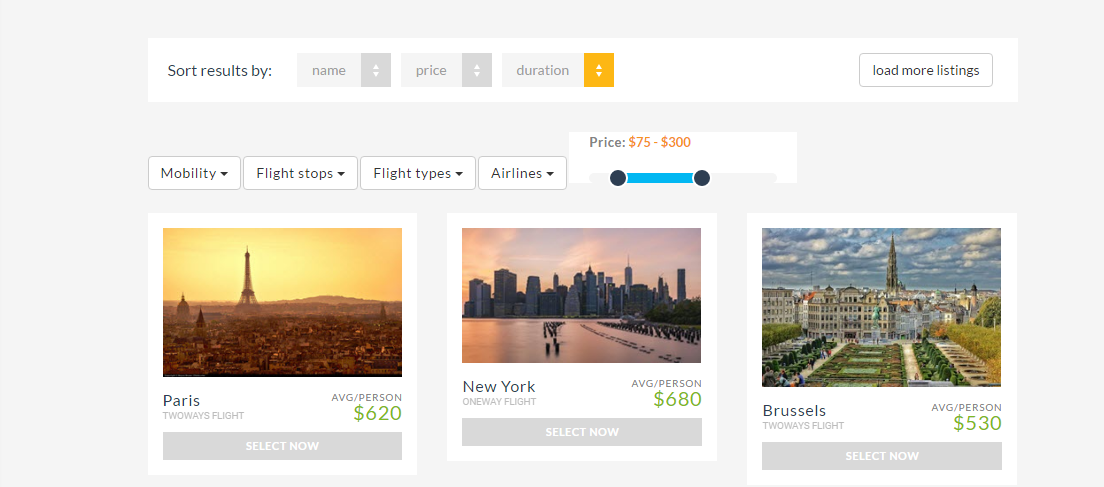 Sort results by:
name
price
duration
load more listings
Price: $75 - $300
Mobility
Flight stops
Flight types
Airlines
Paris
TWOWAYS FLIGHT
AVG/PERSON
$620
SELECT NOW
New York
ONEWAY FLIGHT
AVG/PERSON
$680
SELECT NOW
Brussels
TWOWAYS FLIGHT
AVG/PERSON
$530
SELECT NOW